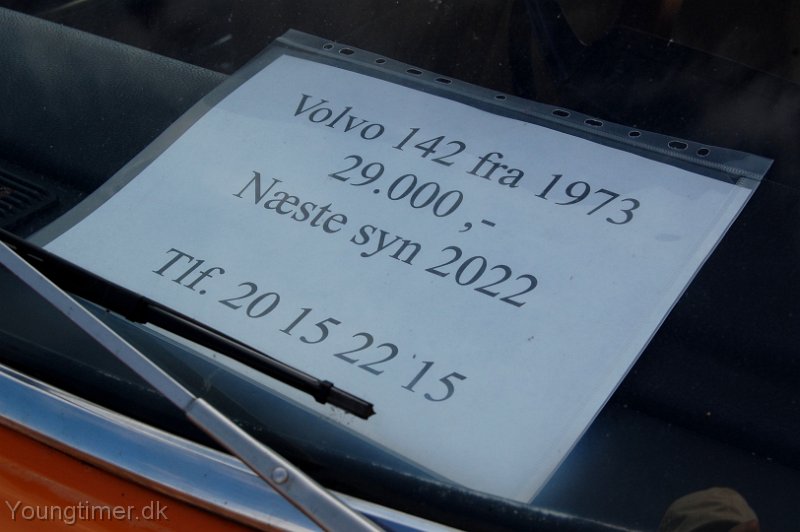 Volvo 142 fra 1973
29.000,-
Næste syn 2022
Tlf. 20 15 22 15
Youngtimer.dk